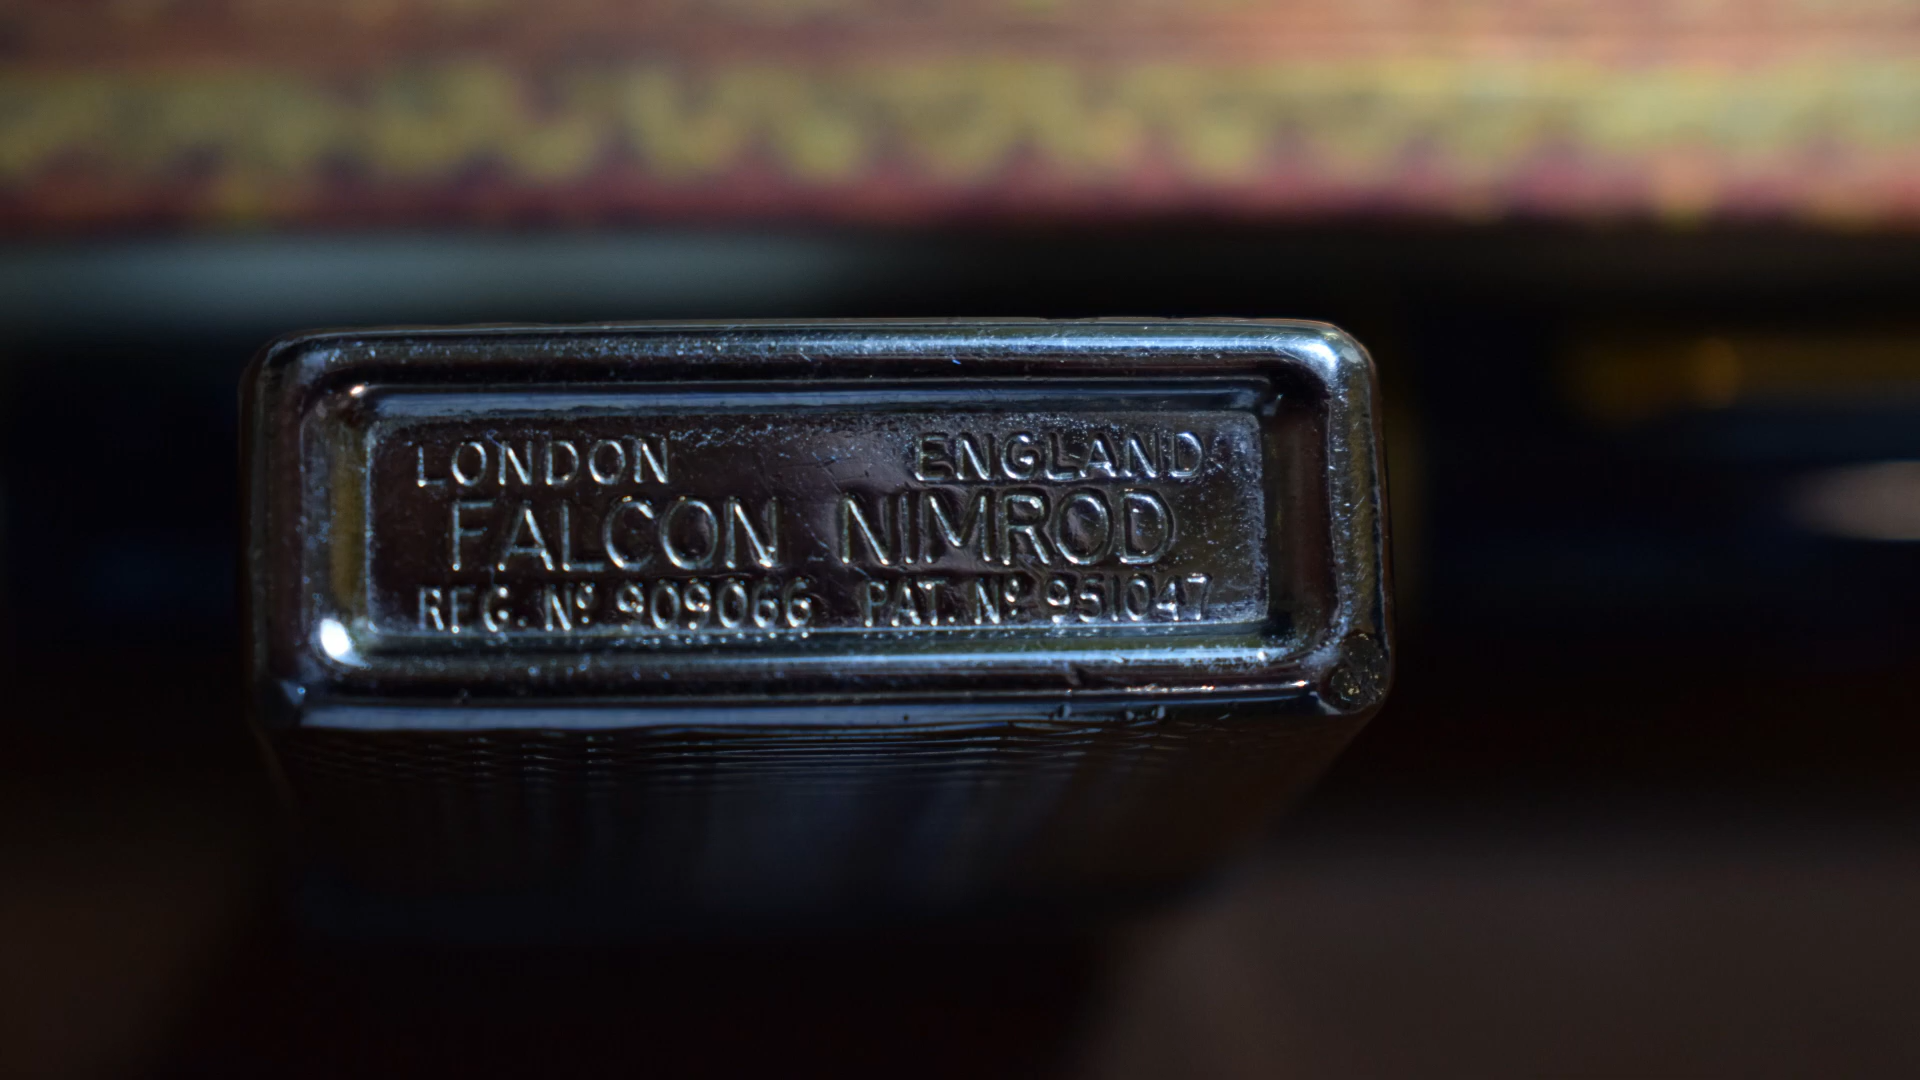 LONDON ENGLAND
FALCON NIMROD
REG. Nº 909066 PAT. Nº 951047